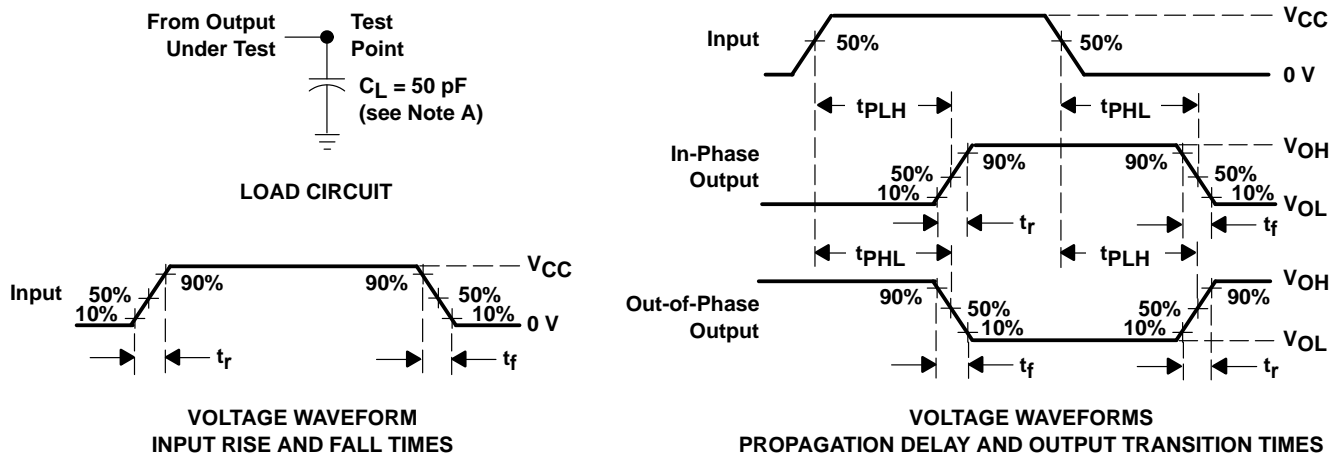 From Output
Under Test
Test
Point
CL = 50 pF
(see Note A)
LOAD CIRCUIT
Input
50%
10%
90%
90%
50%
10%
VCC
0 V
tr
tf
VOLTAGE WAVEFORM
INPUT RISE AND FALL TIMES
Input
50%
50%
VCC
0 V
tPLH
tPHL
In-Phase
Output
50%
10%
90%
90%
50%
10%
VOH
VOL
tr
tf
tPHL
tPLH
Out-of-Phase
Output
90%
50%
10%
50%
10%
90%
VOH
VOL
tf
tr
VOLTAGE WAVEFORMS
PROPAGATION DELAY AND OUTPUT TRANSITION TIMES